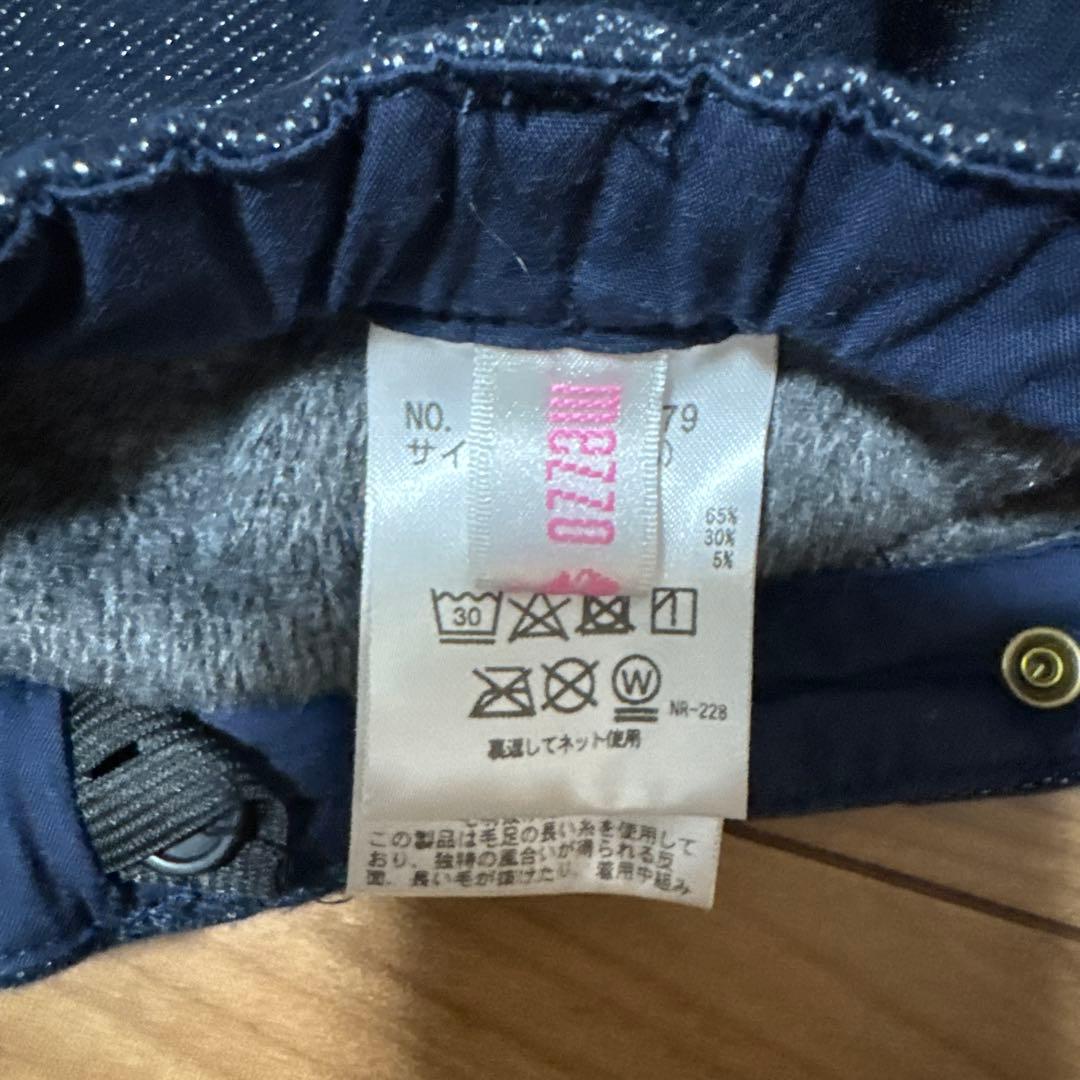 NO. 79
サイ )
mezzo
65%
30%
5%
30
W
NR-228
裏返してネット使用
この製品は毛足の長い糸を使用して
おり、独特の風合いが得られる反
面、長い毛が抜けたり、着用中組み